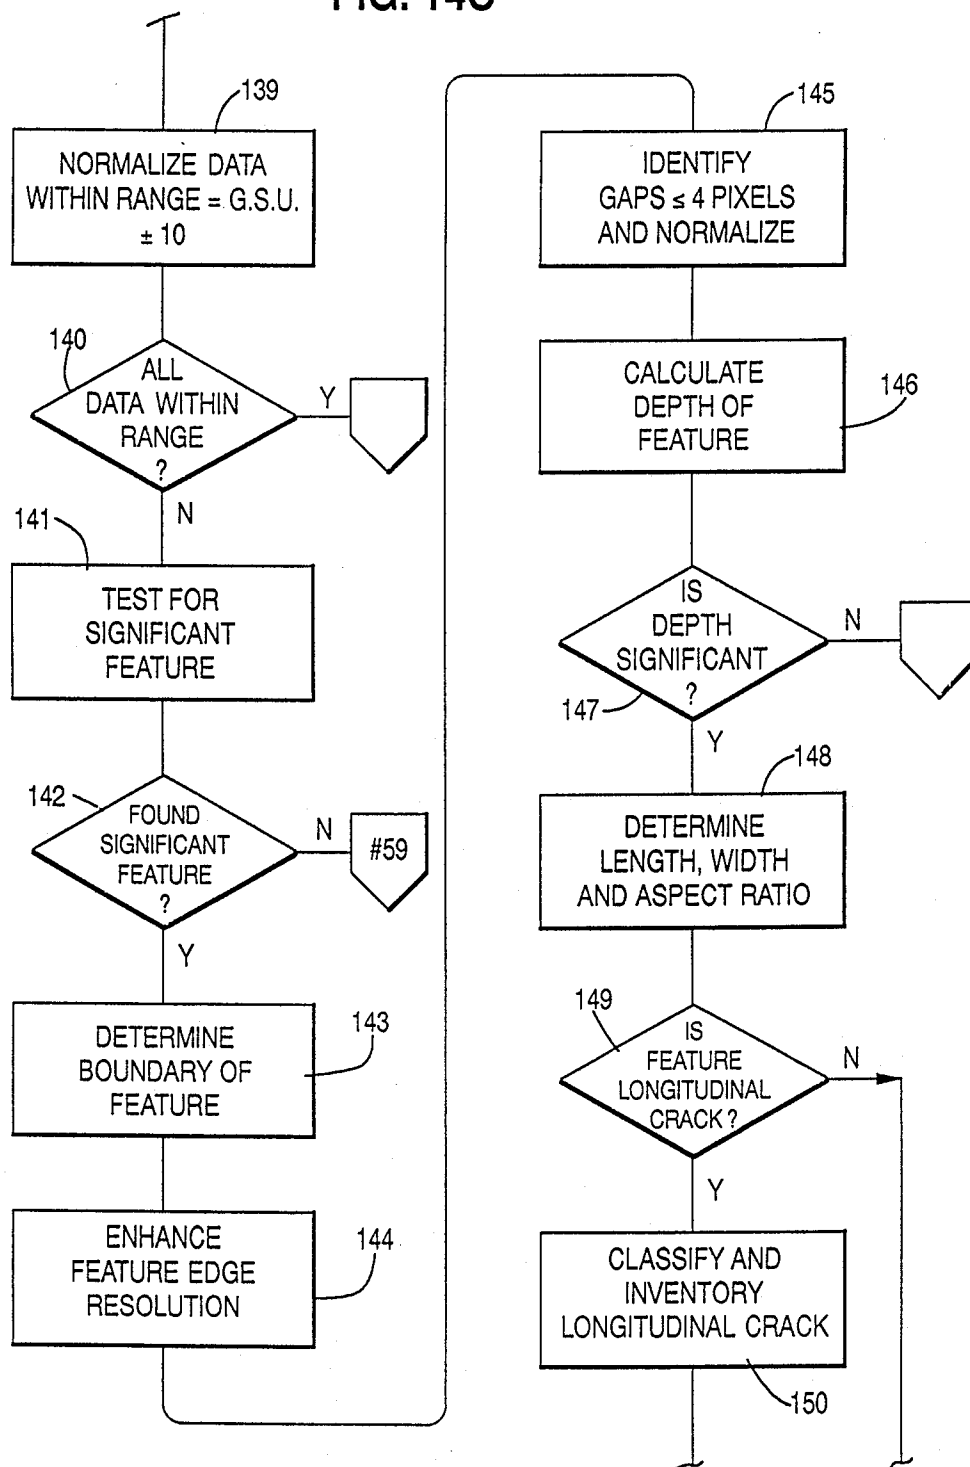 FIG. 14C
139
NORMALIZE DATA
WITHIN RANGE = G.S.U.
± 10
140
ALL
DATA WITHIN
RANGE
?
Y
N
141
TEST FOR
SIGNIFICANT
FEATURE
142
FOUND
SIGNIFICANT
FEATURE
?
N
#59
Y
143
DETERMINE
BOUNDARY OF
FEATURE
144
ENHANCE
FEATURE EDGE
RESOLUTION
145
IDENTIFY
GAPS ≤ 4 PIXELS
AND NORMALIZE
146
CALCULATE
DEPTH OF
FEATURE
IS
DEPTH
SIGNIFICANT
?
147
N
Y
148
DETERMINE
LENGTH, WIDTH
AND ASPECT RATIO
149
IS
FEATURE
LONGITUDINAL
CRACK?
N
Y
CLASSIFY AND
INVENTORY
LONGITUDINAL CRACK
150